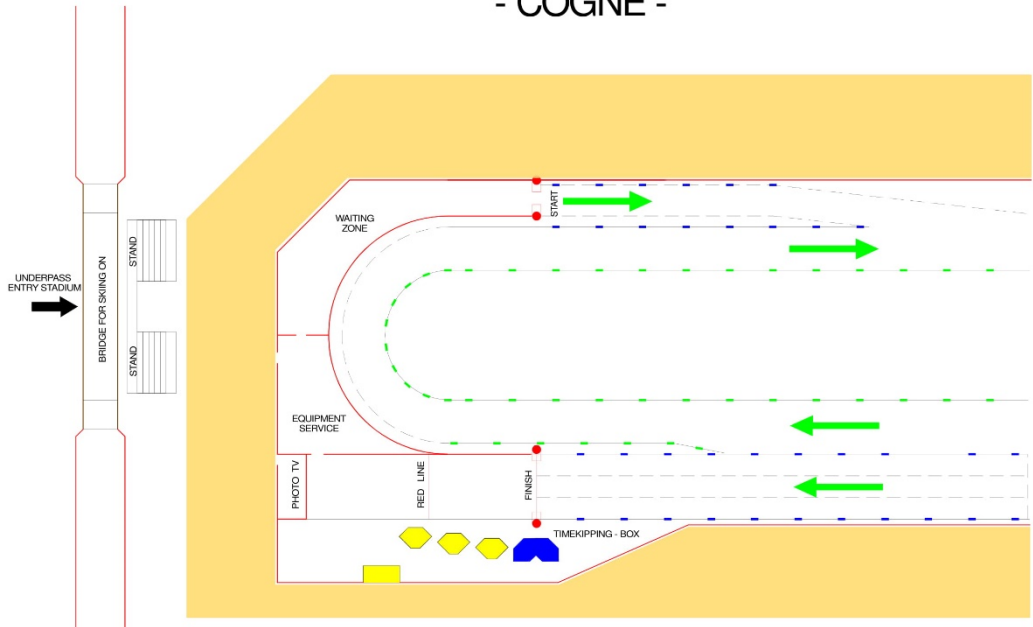 - COGNE -
WAITING
ZONE
START
UNDERPASS
ENTRY STADIUM
BRIDGE FOR SKIING ON
STAND
STAND
EQUIPMENT
SERVICE
PHOTO TV
RED LINE
FINISH
TIMEKIPPING - BOX